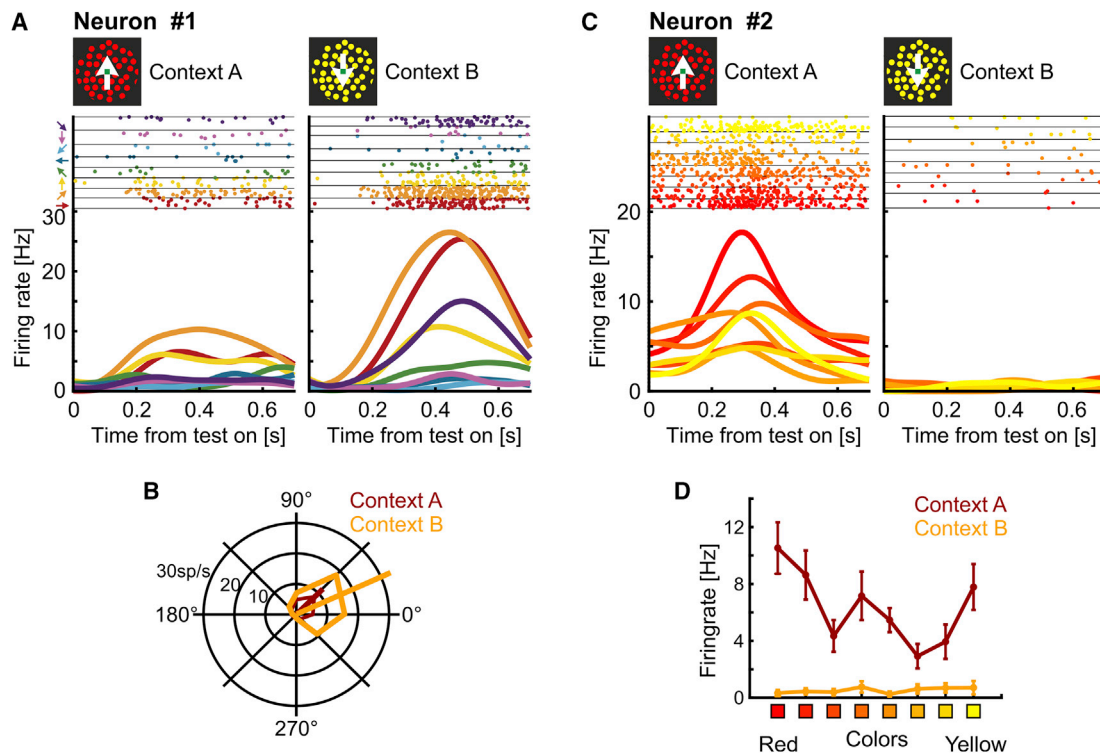 A Neuron #1
Context A
Context B
30
20
10
0
Firing rate [Hz]
0 0.2 0.4 0.6
0 0.2 0.4 0.6
Time from test on [s]
Time from test on [s]
C Neuron #2
Context A
Context B
20
10
0
Firing rate [Hz]
0 0.2 0.4 0.6
0 0.2 0.4 0.6
Time from test on [s]
Time from test on [s]
B
Context A
Context B
90°
30sp/s
20
10
180°
0°
270°
D
Context A
Context B
12
8
4
0
Firingrate [Hz]
Red Colors Yellow